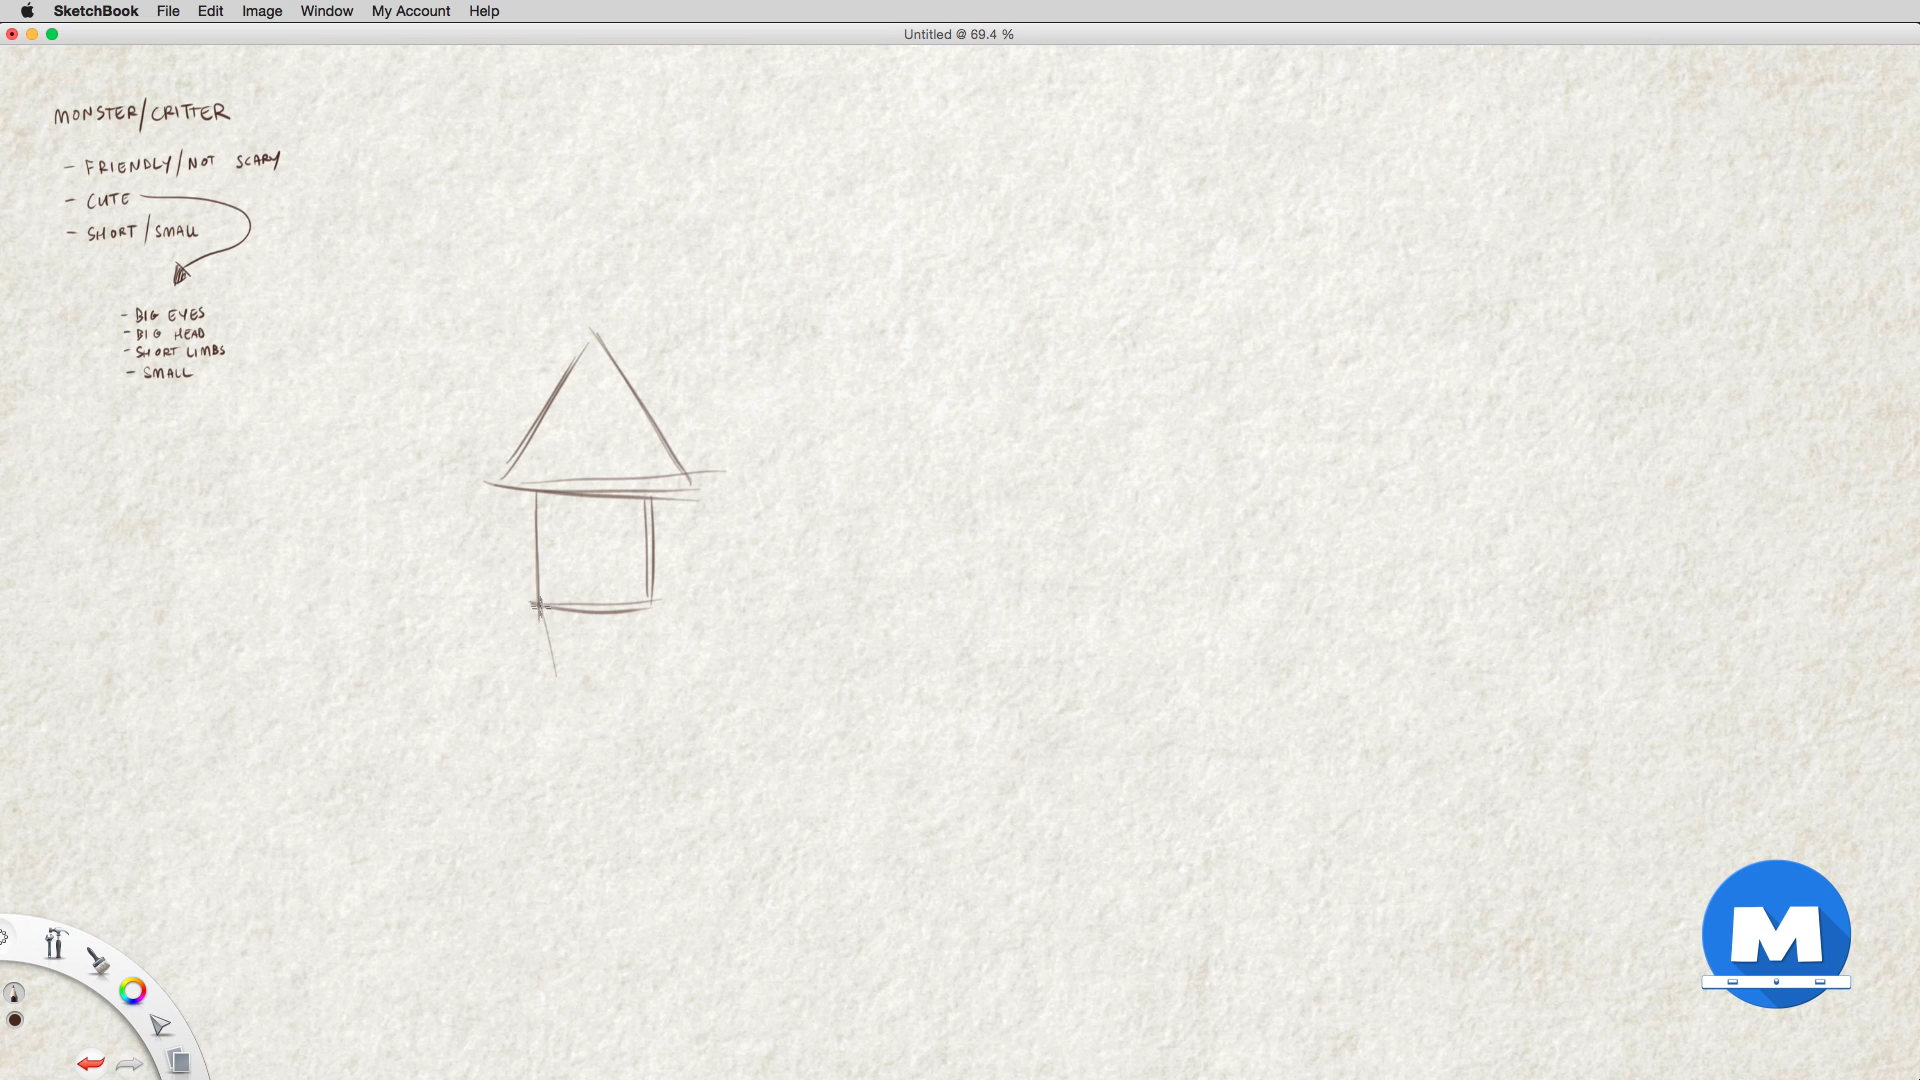 SketchBook File Edit Image Window My Account Help
Untitled @ 69.4 %
MONSTER/CRITTER
- FRIENDLY/NOT SCARY
- CUTE
- SHORT/SMALL
- BIG EYES
- BIG HEAD
- SHORT LIMBS
- SMALL
M